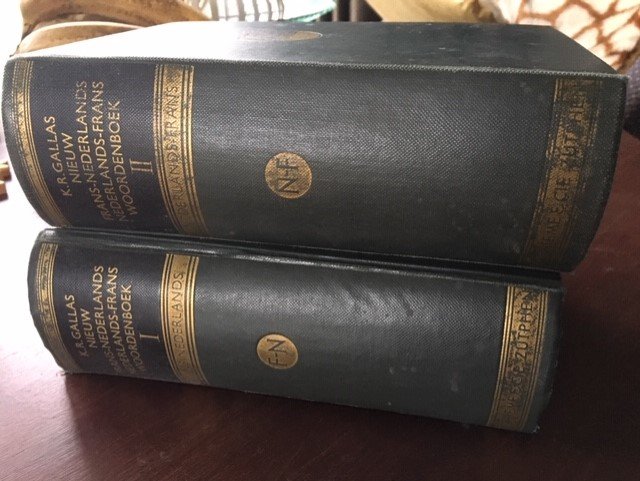 K.R. GALLAS
NIEUW
FRANS-NEDERLANDS
NEDERLANDS-FRANS
WOORDENBOEK
II
NEDERLANDS-FRANS
N-F
K.R. GALLAS
NIEUW
FRANS-NEDERLANDS
NEDERLANDS-FRANS
WOORDENBOEK
I
NEDERLANDS
F-N
ZUTPHEN